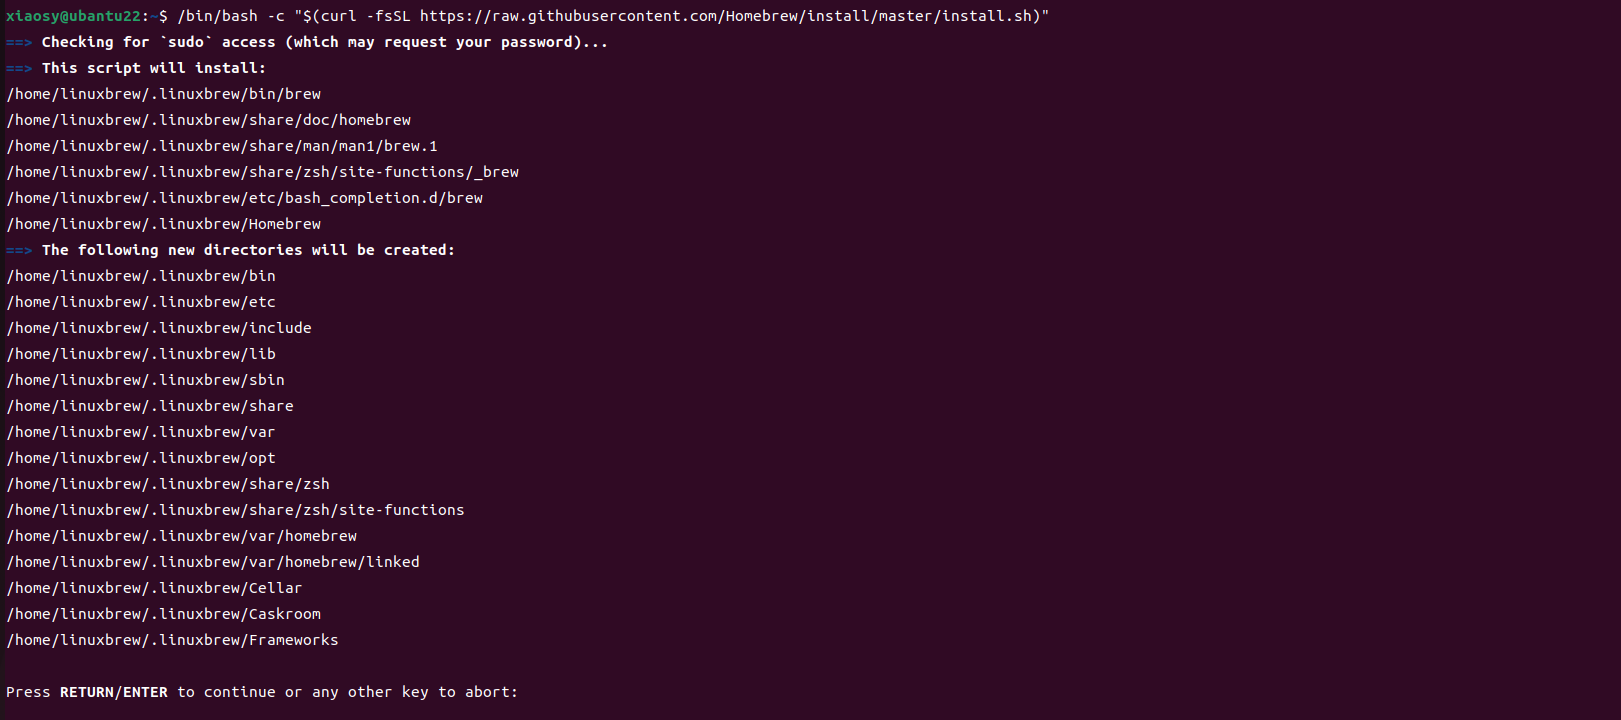 xiaosy@ubantu22:~$ /bin/bash -c "$(curl -fsSL https://raw.githubusercontent.com/Homebrew/install/master/install.sh)"
==> Checking for `sudo` access (which may request your password)...
==> This script will install:
/home/linuxbrew/.linuxbrew/bin/brew
/home/linuxbrew/.linuxbrew/share/doc/homebrew
/home/linuxbrew/.linuxbrew/share/man/man1/brew.1
/home/linuxbrew/.linuxbrew/share/zsh/site-functions/_brew
/home/linuxbrew/.linuxbrew/etc/bash_completion.d/brew
/home/linuxbrew/.linuxbrew/Homebrew
==> The following new directories will be created:
/home/linuxbrew/.linuxbrew/bin
/home/linuxbrew/.linuxbrew/etc
/home/linuxbrew/.linuxbrew/include
/home/linuxbrew/.linuxbrew/lib
/home/linuxbrew/.linuxbrew/sbin
/home/linuxbrew/.linuxbrew/share
/home/linuxbrew/.linuxbrew/var
/home/linuxbrew/.linuxbrew/opt
/home/linuxbrew/.linuxbrew/share/zsh
/home/linuxbrew/.linuxbrew/share/zsh/site-functions
/home/linuxbrew/.linuxbrew/var/homebrew
/home/linuxbrew/.linuxbrew/var/homebrew/linked
/home/linuxbrew/.linuxbrew/Cellar
/home/linuxbrew/.linuxbrew/Caskroom
/home/linuxbrew/.linuxbrew/Frameworks
Press RETURN/ENTER to continue or any other key to abort: